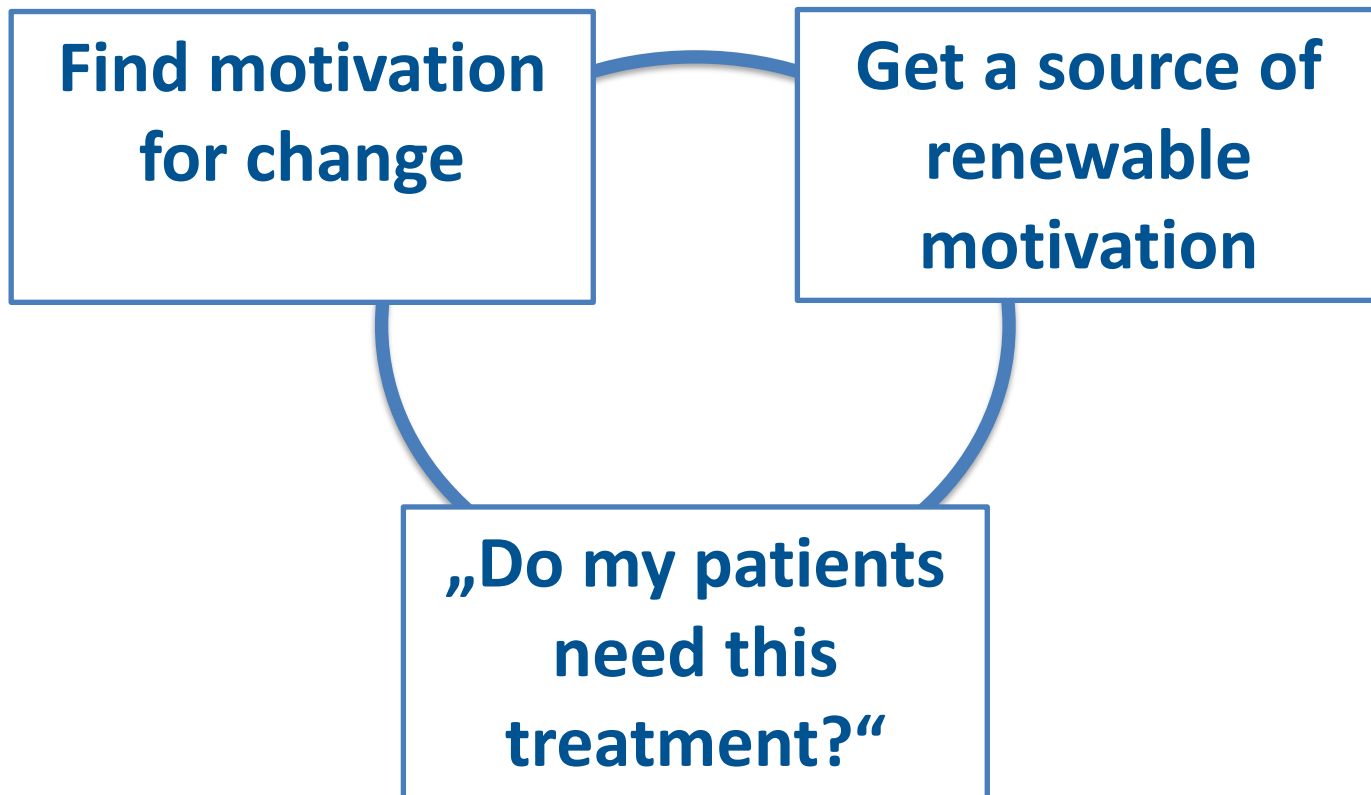 Find motivation
for change
Get a source of
renewable
motivation
„Do my patients
need this
treatment?“